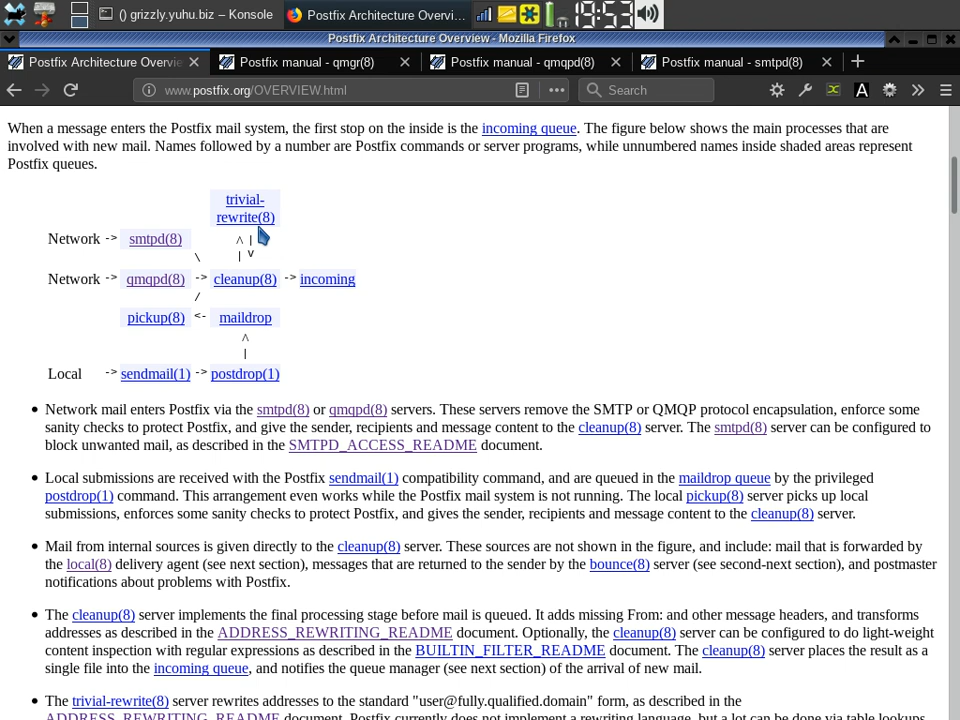 () grizzly.yuhu.biz – Konsole
Postfix Architecture Overvi...
19:53
Postfix Architecture Overview - Mozilla Firefox
Postfix Architecture Overvie
Postfix manual - qmgr(8)
Postfix manual - qmqpd(8)
Postfix manual - smtpd(8)
www.postfix.org/OVERVIEW.html
Search
A
When a message enters the Postfix mail system, the first stop on the inside is the incoming queue. The figure below shows the main processes that are
involved with new mail. Names followed by a number are Postfix commands or server programs, while unnumbered names inside shaded areas represent
Postfix queues.
trivial-
rewrite(8)
Network -> smtpd(8) ^ |
\ | v
Network -> qmqpd(8) -> cleanup(8) -> incoming
/
pickup(8) <- maildrop
^
|
Local -> sendmail(1) -> postdrop(1)
• Network mail enters Postfix via the smtpd(8) or qmqpd(8) servers. These servers remove the SMTP or QMQP protocol encapsulation, enforce some
sanity checks to protect Postfix, and give the sender, recipients and message content to the cleanup(8) server. The smtpd(8) server can be configured to
block unwanted mail, as described in the SMTPD_ACCESS_README document.
• Local submissions are received with the Postfix sendmail(1) compatibility command, and are queued in the maildrop queue by the privileged
postdrop(1) command. This arrangement even works while the Postfix mail system is not running. The local pickup(8) server picks up local
submissions, enforces some sanity checks to protect Postfix, and gives the sender, recipients and message content to the cleanup(8) server.
• Mail from internal sources is given directly to the cleanup(8) server. These sources are not shown in the figure, and include: mail that is forwarded by
the local(8) delivery agent (see next section), messages that are returned to the sender by the bounce(8) server (see second-next section), and postmaster
notifications about problems with Postfix.
• The cleanup(8) server implements the final processing stage before mail is queued. It adds missing From: and other message headers, and transforms
addresses as described in the ADDRESS_REWRITING_README document. Optionally, the cleanup(8) server can be configured to do light-weight
content inspection with regular expressions as described in the BUILTIN_FILTER_README document. The cleanup(8) server places the result as a
single file into the incoming queue, and notifies the queue manager (see next section) of the arrival of new mail.
• The trivial-rewrite(8) server rewrites addresses to the standard "user@fully.qualified.domain" form, as described in the
ADDRESS_REWRITING_README document. Postfix currently does not implement a rewriting language, but a lot can be done via table lookups